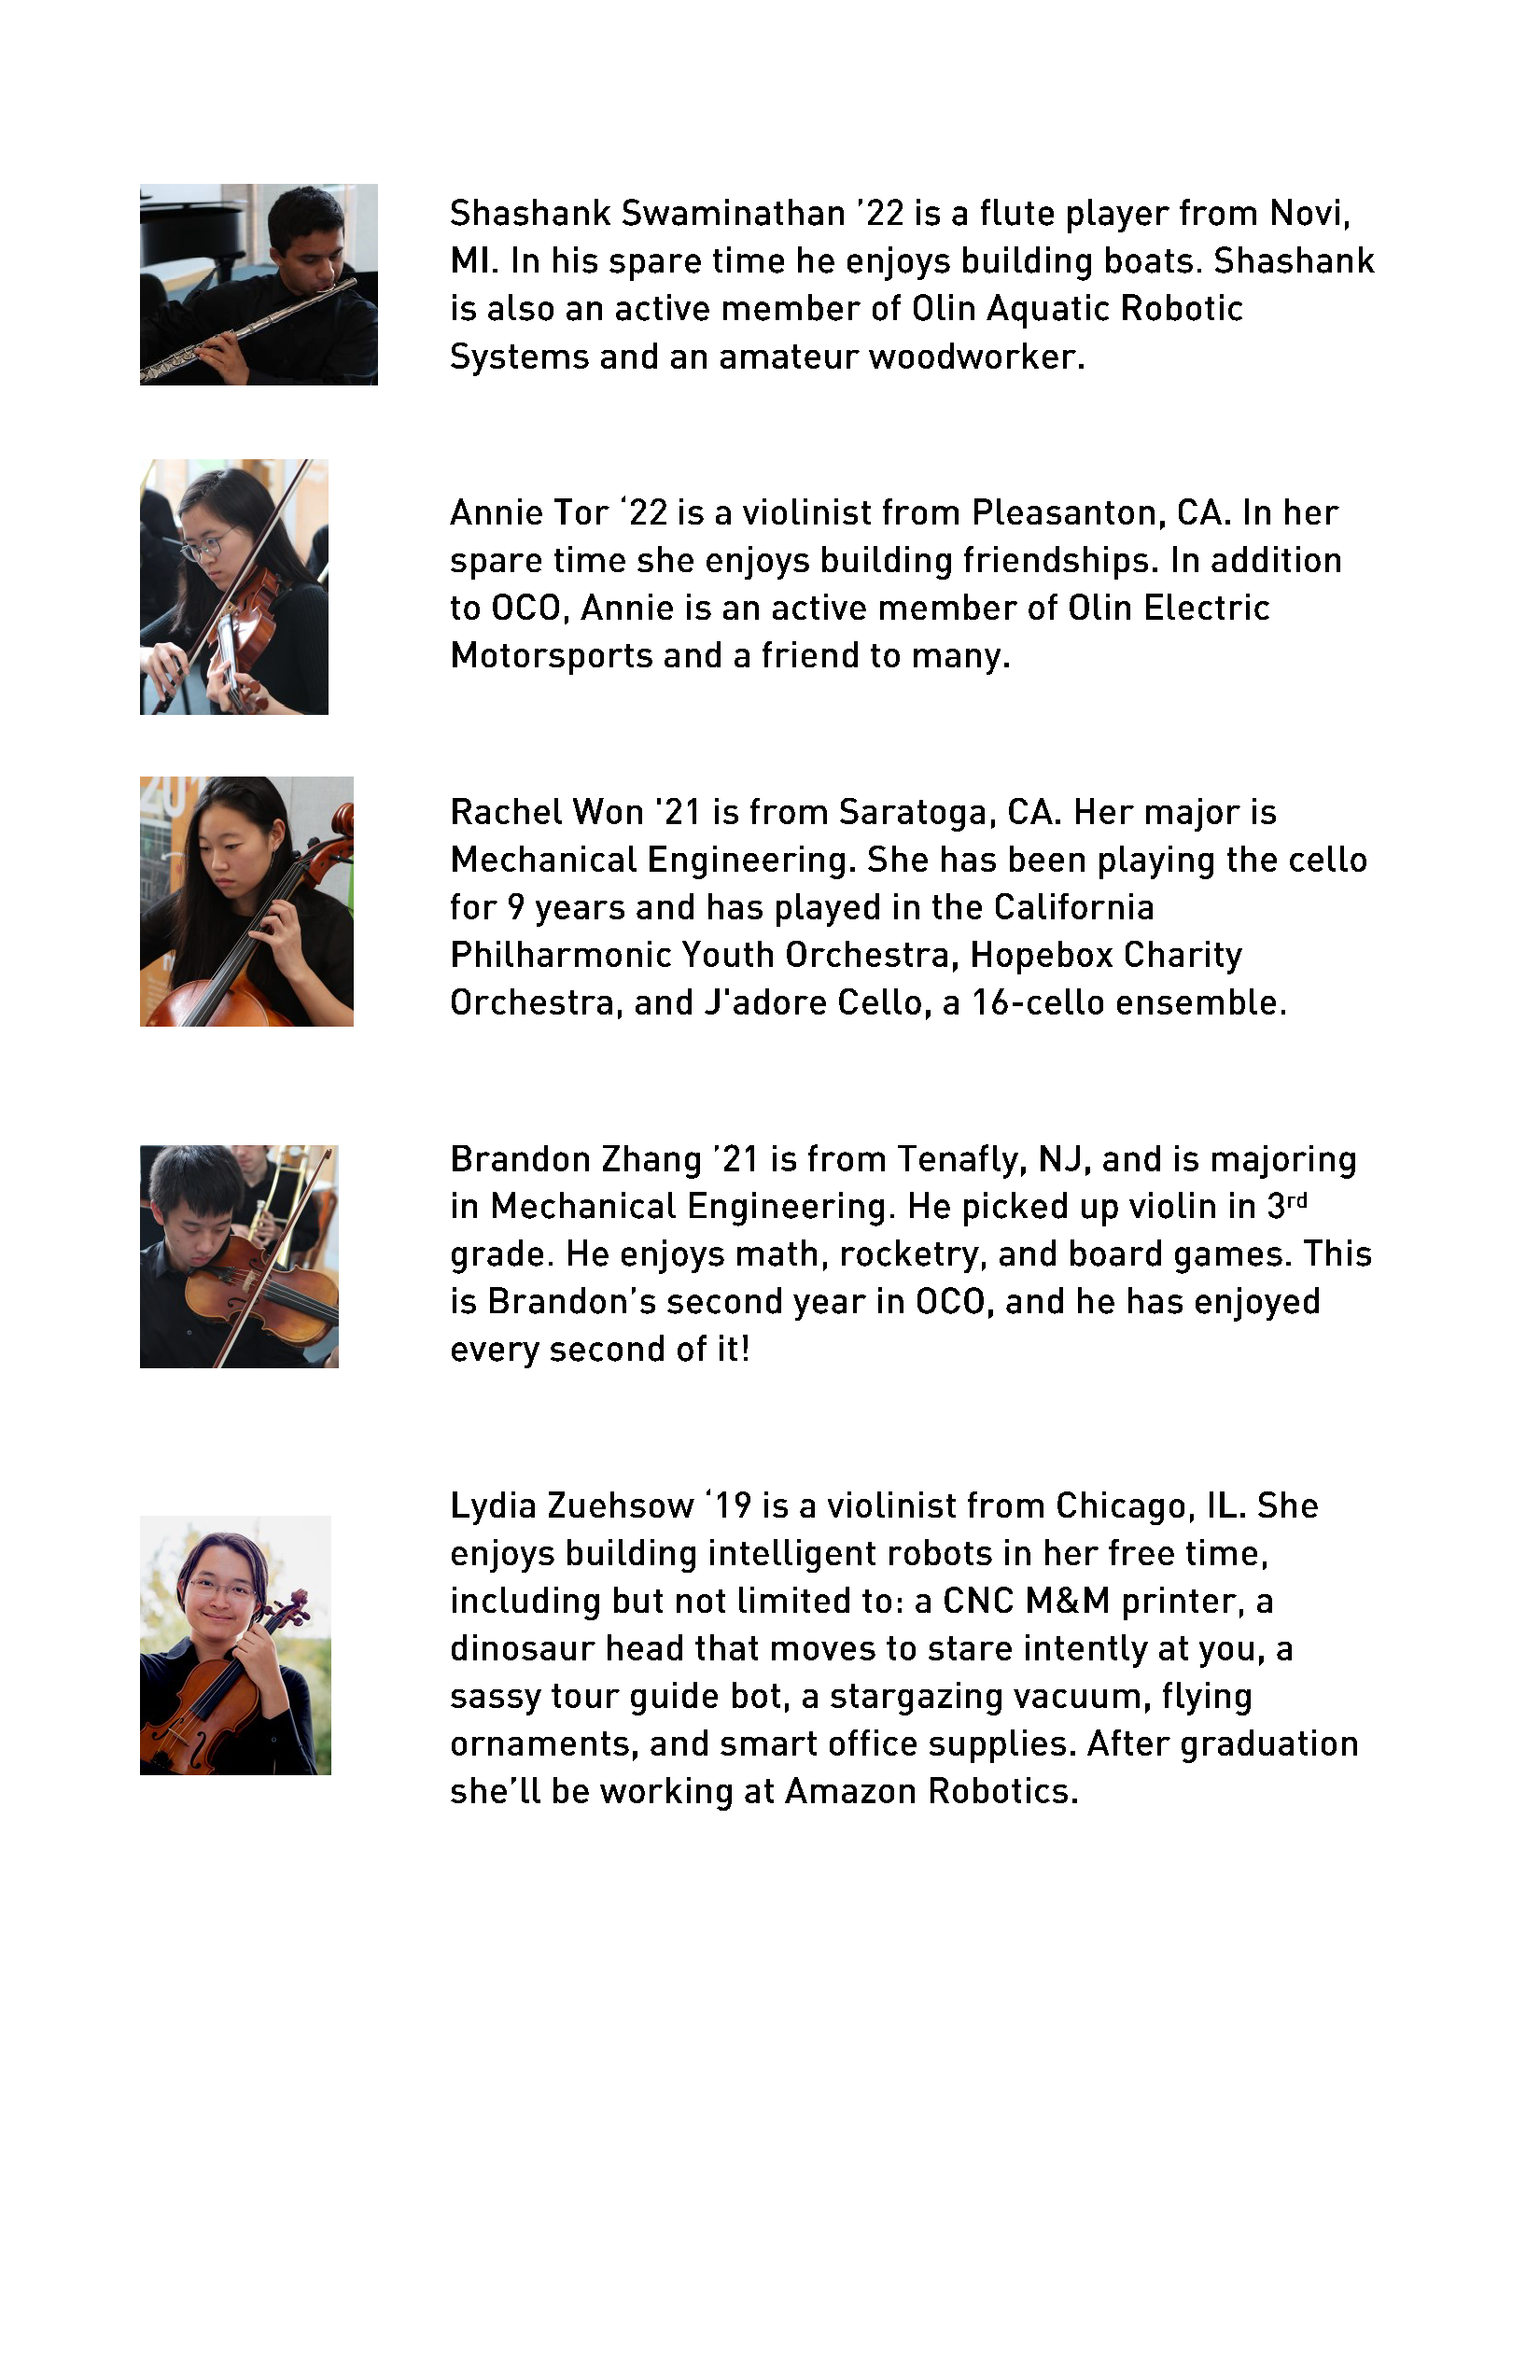 Shashank Swaminathan ’22 is a flute player from Novi,
MI. In his spare time he enjoys building boats. Shashank
is also an active member of Olin Aquatic Robotic
Systems and an amateur woodworker.
Annie Tor ‘22 is a violinist from Pleasanton, CA. In her
spare time she enjoys building friendships. In addition
to OCO, Annie is an active member of Olin Electric
Motorsports and a friend to many.
Rachel Won '21 is from Saratoga, CA. Her major is
Mechanical Engineering. She has been playing the cello
for 9 years and has played in the California
Philharmonic Youth Orchestra, Hopebox Charity
Orchestra, and J'adore Cello, a 16-cello ensemble.
Brandon Zhang ’21 is from Tenafly, NJ, and is majoring
in Mechanical Engineering. He picked up violin in 3rd
grade. He enjoys math, rocketry, and board games. This
is Brandon’s second year in OCO, and he has enjoyed
every second of it!
Lydia Zuehsow ‘19 is a violinist from Chicago, IL. She
enjoys building intelligent robots in her free time,
including but not limited to: a CNC M&M printer, a
dinosaur head that moves to stare intently at you, a
sassy tour guide bot, a stargazing vacuum, flying
ornaments, and smart office supplies. After graduation
she’ll be working at Amazon Robotics.